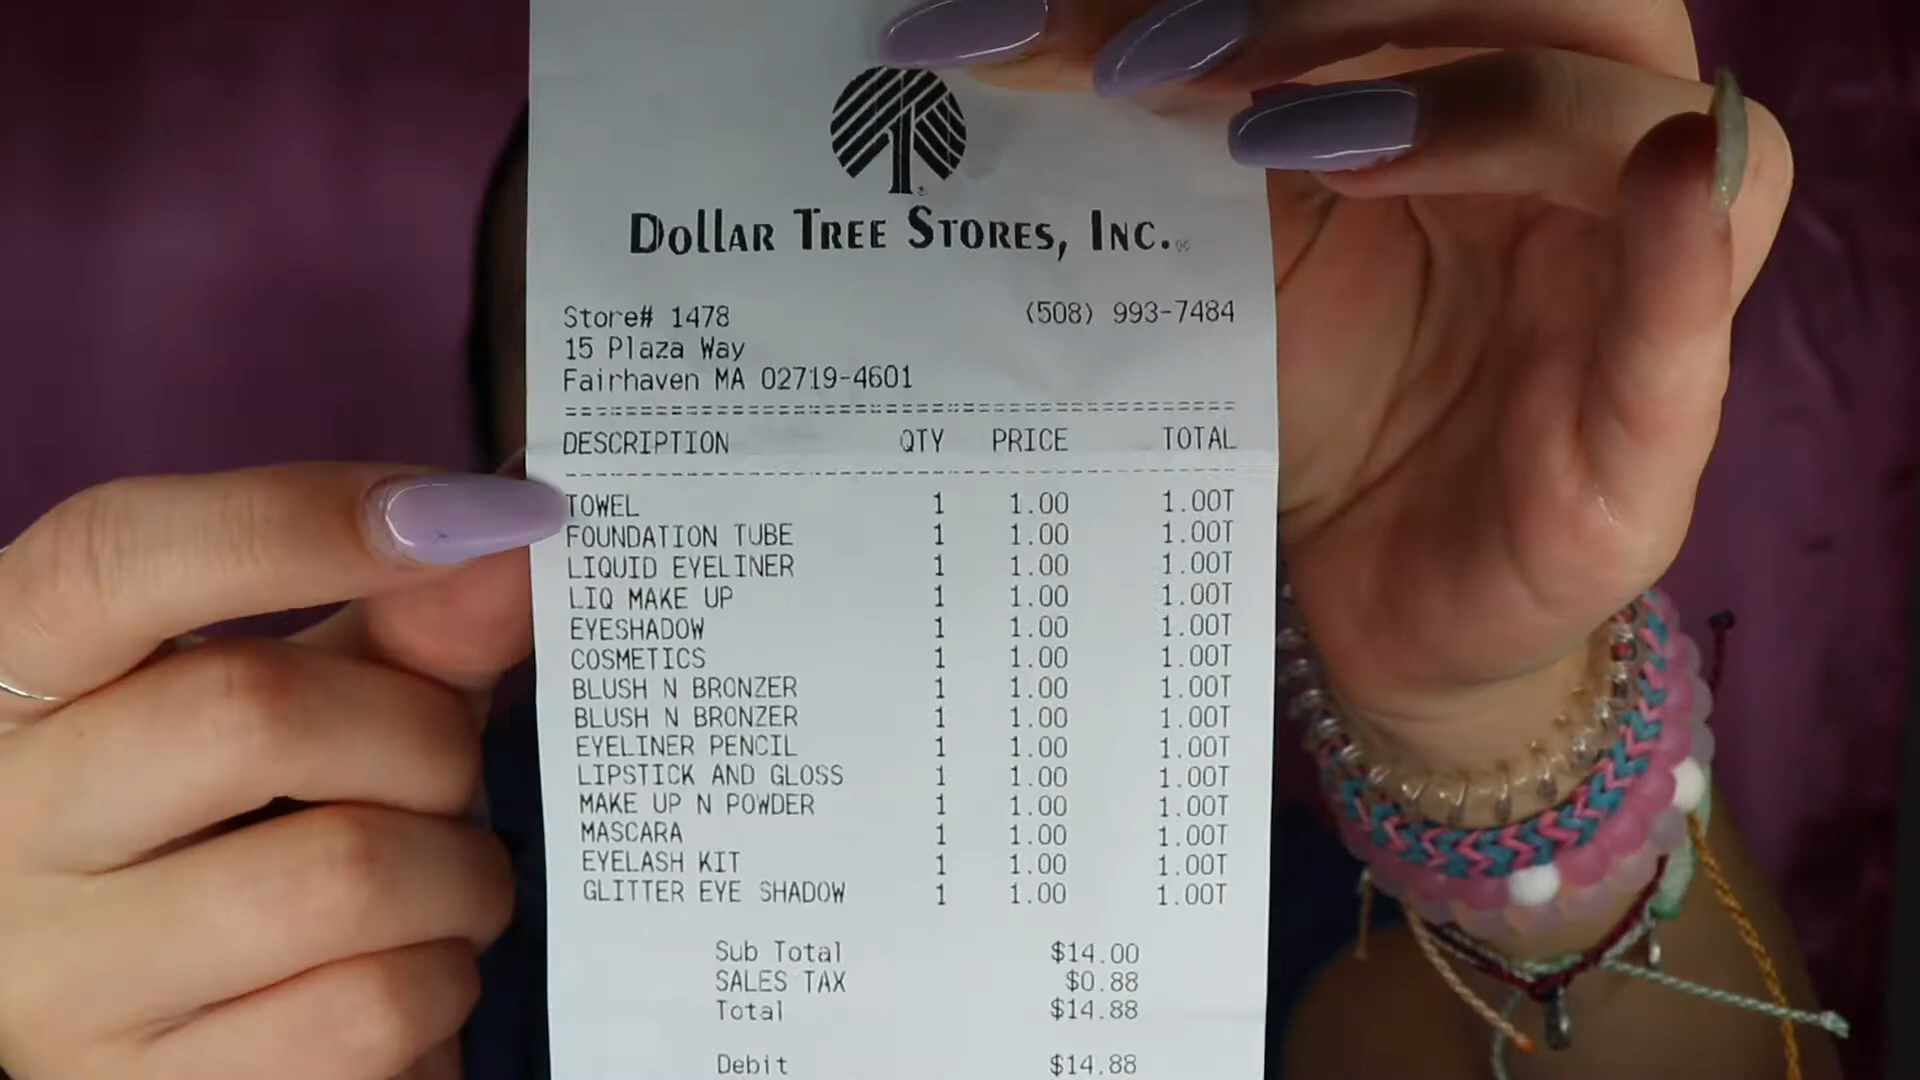 Dollar Tree Stores, Inc.
Store# 1478 (508) 993-7484
15 Plaza Way
Fairhaven MA 02719-4601
DESCRIPTION QTY PRICE TOTAL
TOWEL 1 1.00 1.00T
FOUNDATION TUBE 1 1.00 1.00T
LIQUID EYELINER 1 1.00 1.00T
LIQ MAKE UP 1 1.00 1.00T
EYESHADOW 1 1.00 1.00T
COSMETICS 1 1.00 1.00T
BLUSH N BRONZER 1 1.00 1.00T
BLUSH N BRONZER 1 1.00 1.00T
EYELINER PENCIL 1 1.00 1.00T
LIPSTICK AND GLOSS 1 1.00 1.00T
MAKE UP N POWDER 1 1.00 1.00T
MASCARA 1 1.00 1.00T
EYELASH KIT 1 1.00 1.00T
GLITTER EYE SHADOW 1 1.00 1.00T
Sub Total $14.00
SALES TAX $0.88
Total $14.88
Debit $14.88